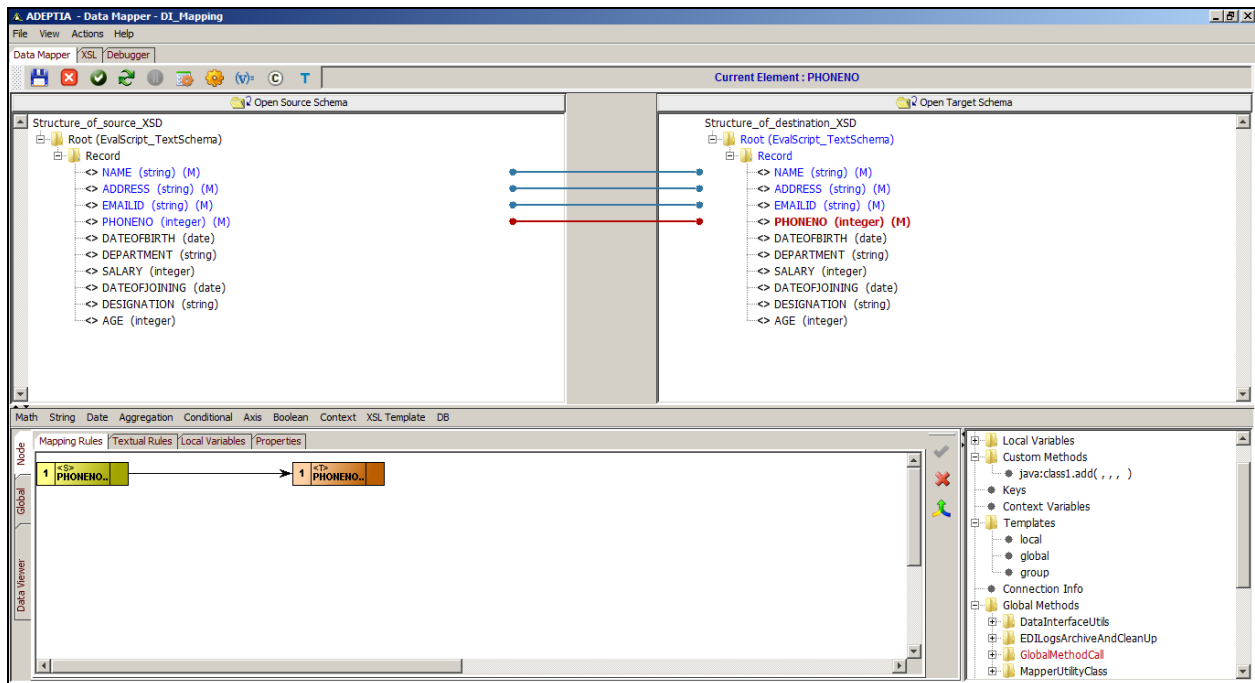 ADEPTIA - Data Mapper - DI_Mapping
File View Actions Help
Data Mapper XSL Debugger
(v)= C T Current Element : PHONENO
Open Source Schema
Open Target Schema
Structure_of_source_XSD
Root (EvalScript_TextSchema)
Record
<> NAME (string) (M)
<> ADDRESS (string) (M)
<> EMAILID (string) (M)
<> PHONENO (integer) (M)
<> DATEOFBIRTH (date)
<> DEPARTMENT (string)
<> SALARY (integer)
<> DATEOFJOINING (date)
<> DESIGNATION (string)
<> AGE (integer)
Structure_of_destination_XSD
Root (EvalScript_TextSchema)
Record
<> NAME (string) (M)
<> ADDRESS (string) (M)
<> EMAILID (string) (M)
<> PHONENO (integer) (M)
<> DATEOFBIRTH (date)
<> DEPARTMENT (string)
<> SALARY (integer)
<> DATEOFJOINING (date)
<> DESIGNATION (string)
<> AGE (integer)
Math String Date Aggregation Conditional Axis Boolean Context XSL Template DB
Node
Global
Data Viewer
Mapping Rules Textual Rules Local Variables Properties
1 <S> PHONENO..
1 <T> PHONENO..
Local Variables
Custom Methods
java:class1.add( , , , )
Keys
Context Variables
Templates
local
global
group
Connection Info
Global Methods
DataInterfaceUtils
EDILogsArchiveAndCleanUp
GlobalMethodCall
MapperUtilityClass